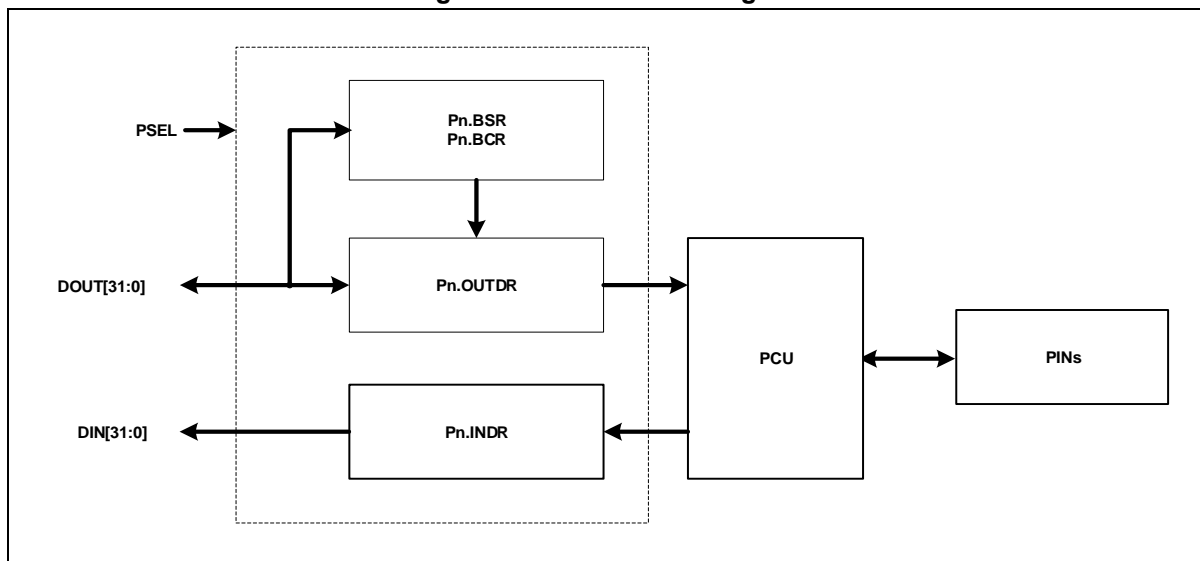 PSEL
Pn.BSR
Pn.BCR
DOUT[31:0]
Pn.OUTDR
PCU
PINs
DIN[31:0]
Pn.INDR